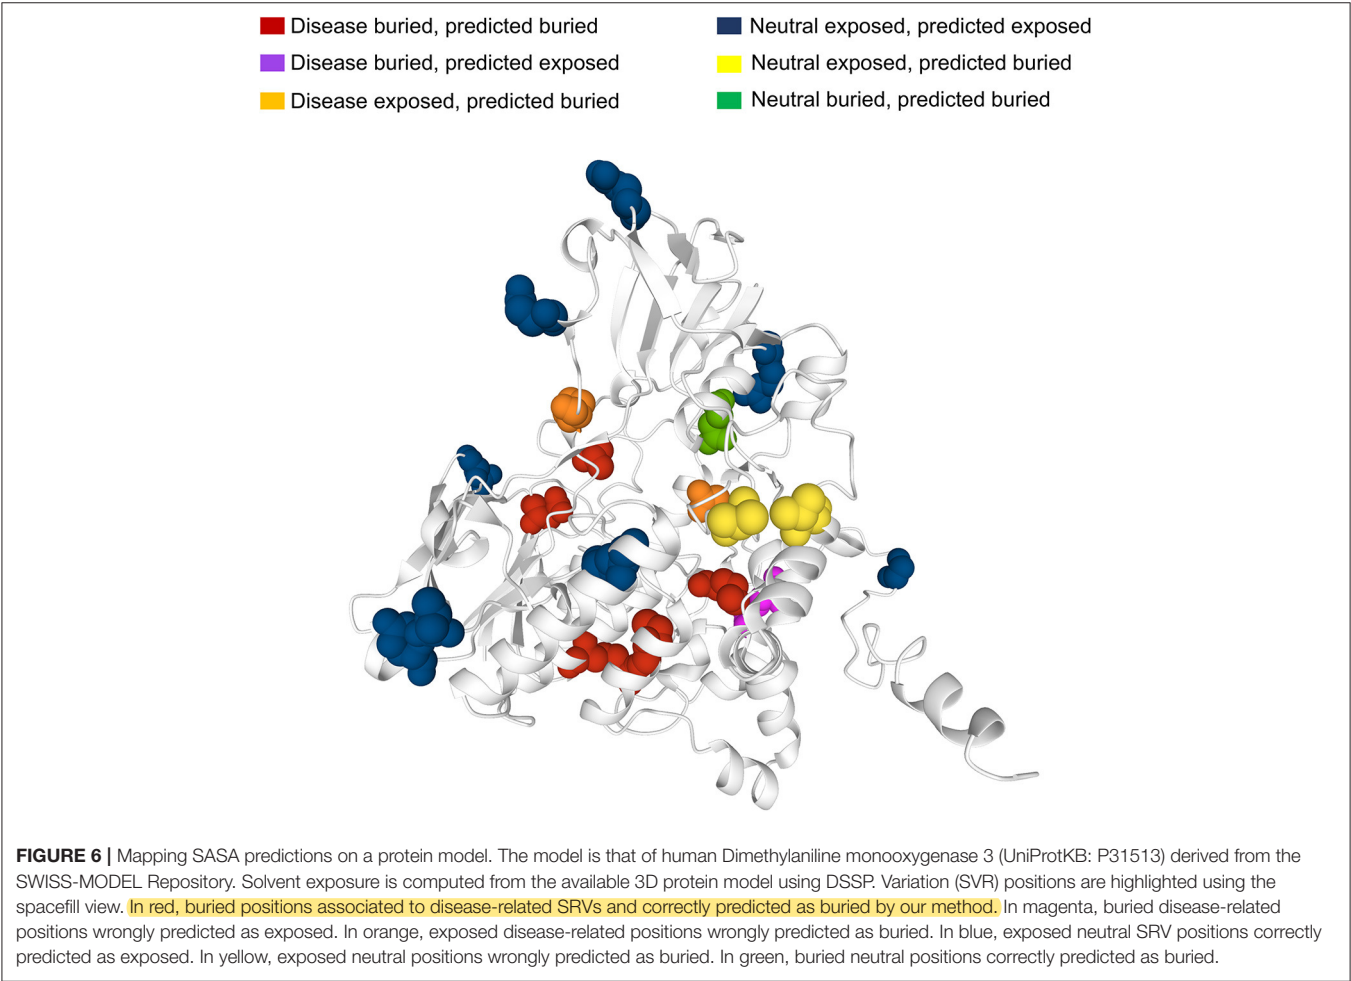 Disease buried, predicted buried
Disease buried, predicted exposed
Disease exposed, predicted buried
Neutral exposed, predicted exposed
Neutral exposed, predicted buried
Neutral buried, predicted buried
FIGURE 6 | Mapping SASA predictions on a protein model. The model is that of human Dimethylaniline monooxygenase 3 (UniProtKB: P31513) derived from the
SWISS-MODEL Repository. Solvent exposure is computed from the available 3D protein model using DSSP. Variation (SVR) positions are highlighted using the
spacefill view. In red, buried positions associated to disease-related SRVs and correctly predicted as buried by our method. In magenta, buried disease-related
positions wrongly predicted as exposed. In orange, exposed disease-related positions wrongly predicted as buried. In blue, exposed neutral SRV positions correctly
predicted as exposed. In yellow, exposed neutral positions wrongly predicted as buried. In green, buried neutral positions correctly predicted as buried.